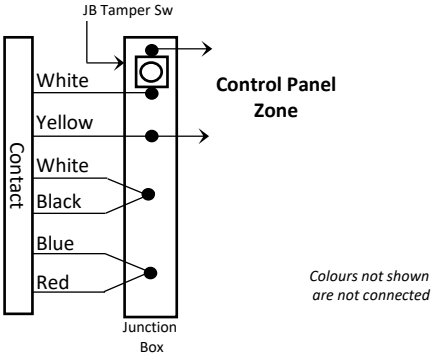 JB Tamper Sw
White
Control Panel
Zone
Yellow
White
Contact
Black
Blue
Red
Colours not shown
are not connected
Junction
Box